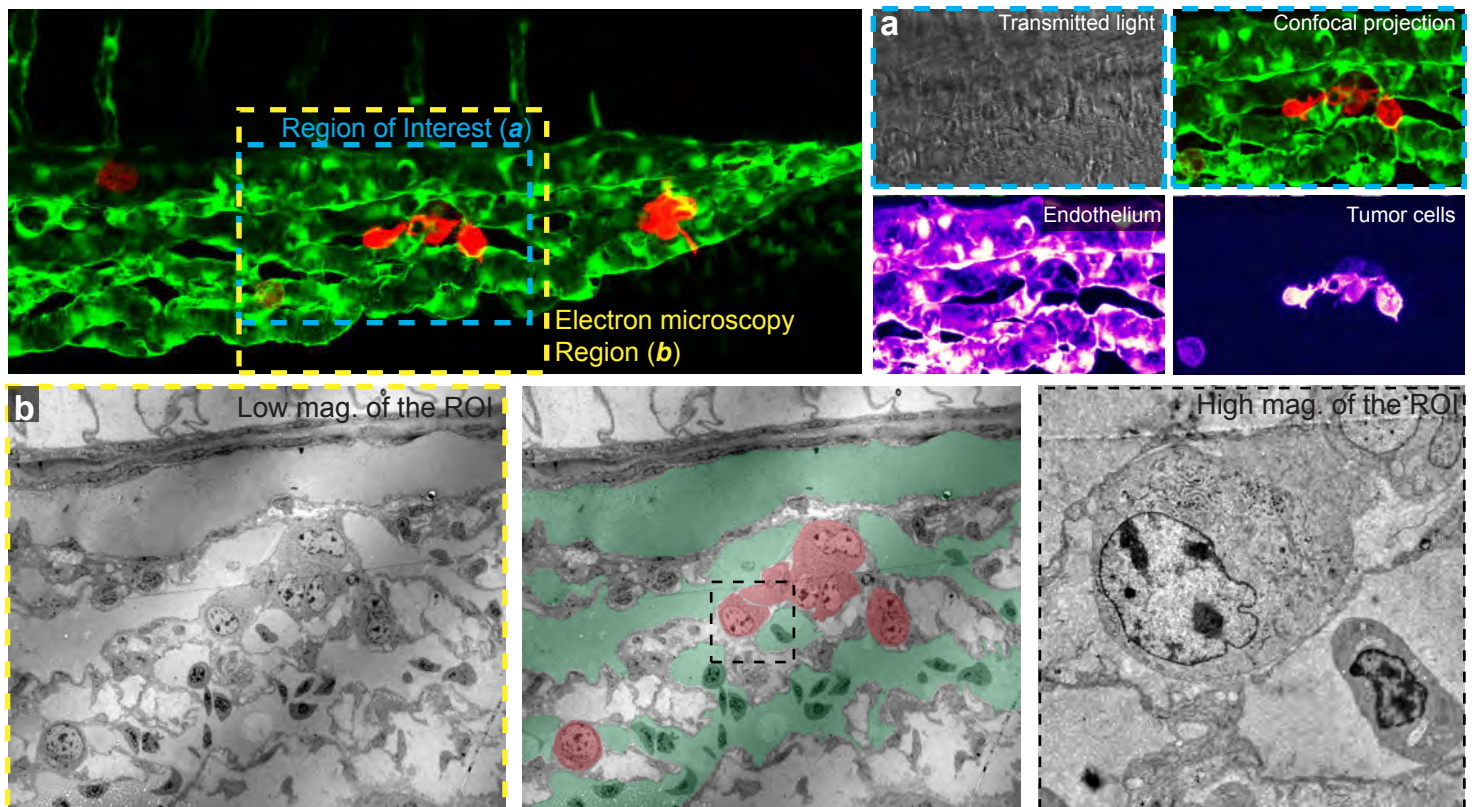 Region of Interest (a)
Electron microscopy
Region (b)
a
Transmitted light
Confocal projection
Endothelium
Tumor cells
b
Low mag. of the ROI
High mag. of the ROI